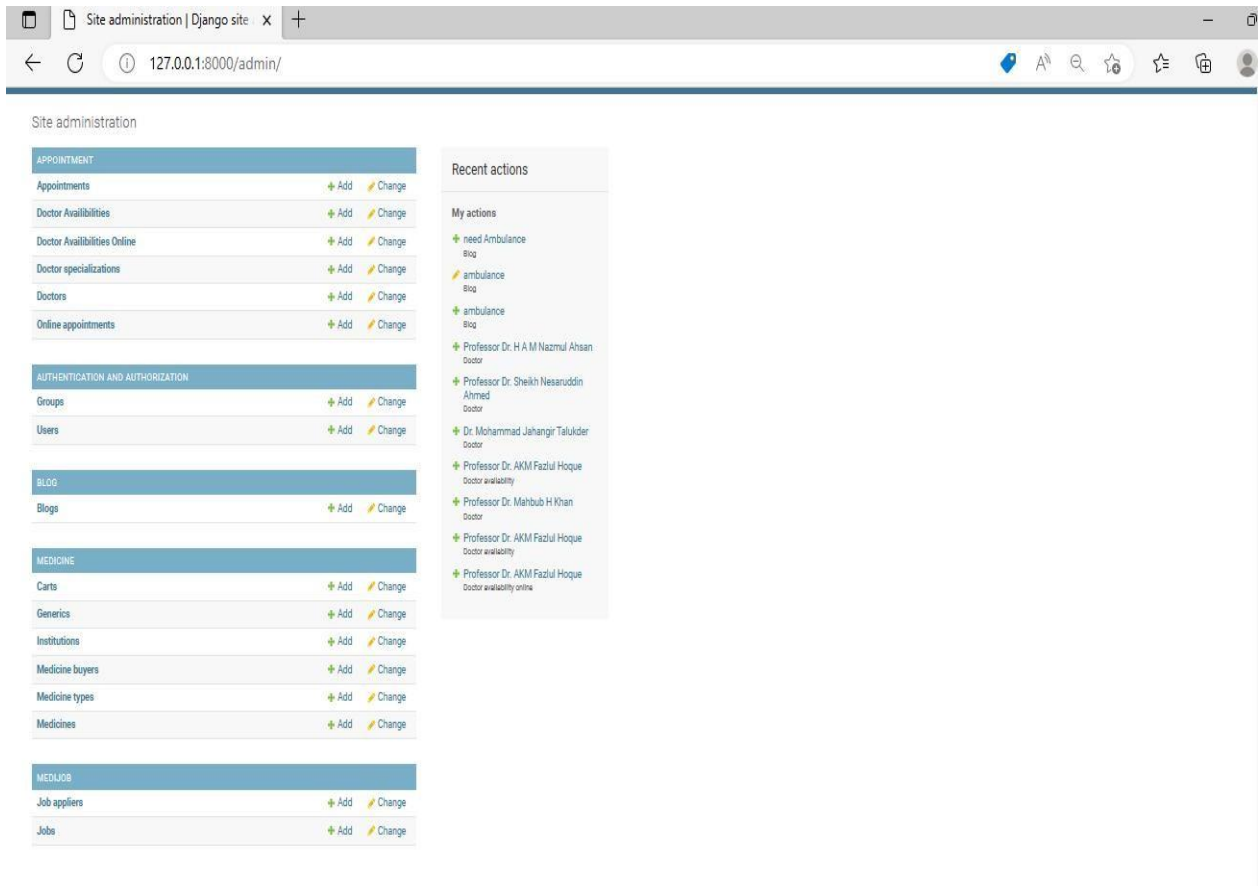 Site administration | Django site
127.0.0.1:8000/admin/
Site administration
APPOINTMENT
Appointments + Add Change
Doctor Availibilities + Add Change
Doctor Availibilities Online + Add Change
Doctor specializations + Add Change
Doctors + Add Change
Online appointments + Add Change
AUTHENTICATION AND AUTHORIZATION
Groups + Add Change
Users + Add Change
BLOG
Blogs + Add Change
MEDICINE
Carts + Add Change
Generics + Add Change
Institutions + Add Change
Medicine buyers + Add Change
Medicine types + Add Change
Medicines + Add Change
MEDIJOB
Job appliers + Add Change
Jobs + Add Change
Recent actions
My actions
+ need Ambulance
Blog
ambulance
Blog
+ ambulance
Blog
+ Professor Dr. H A M Nazmul Ahsan
Doctor
+ Professor Dr. Sheikh Nesaruddin
Ahmed
Doctor
+ Dr. Mohammad Jahangir Talukder
Doctor
+ Professor Dr. AKM Fazlul Hoque
Doctor availability
+ Professor Dr. Mahbub H Khan
Doctor
+ Professor Dr. AKM Fazlul Hoque
Doctor availability
+ Professor Dr. AKM Fazlul Hoque
Doctor availability online